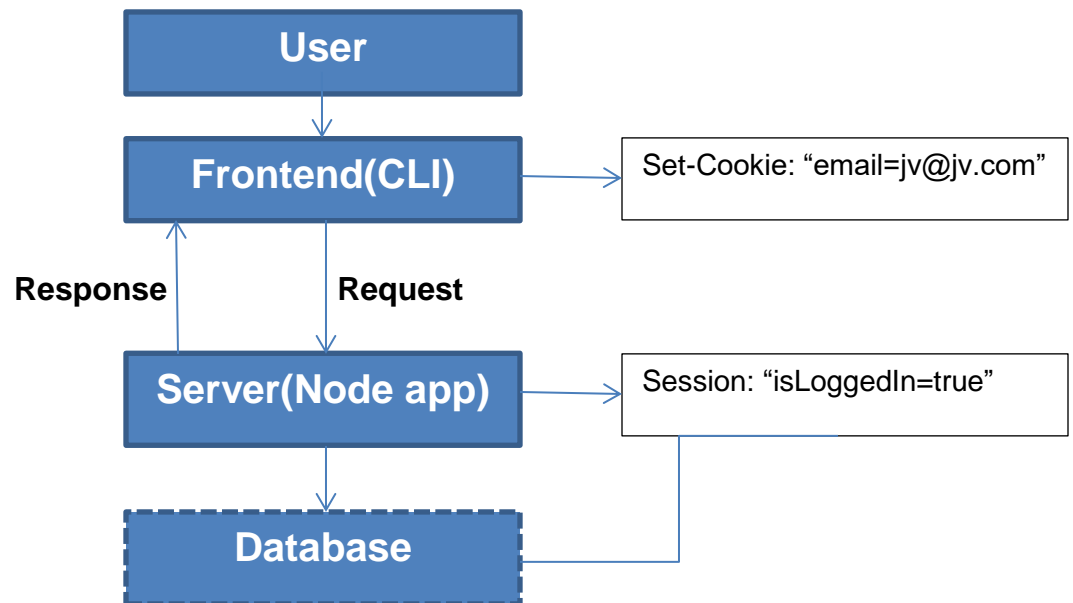 User
Frontend(CLI)
Set-Cookie: “email=jv@jv.com”
Response
Request
Server(Node app)
Session: “isLoggedIn=true”
Database